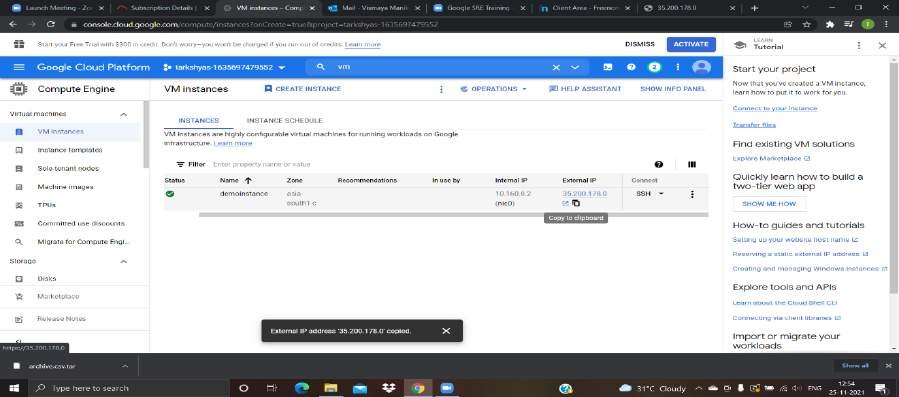 Launch Meeting - Zoo
Subscription Details |
VM instances – Compu
Mail - Vismaya Mani
Google SRE Training
Client Area - Freenom
35.200.178.0
console.cloud.google.com/compute/instances?onCreate=true&project=tarkshyas-1635697479552
Start your Free Trial with $300 in credit. Don't worry—you won't be charged if you run out of credits. Learn more
DISMISS
ACTIVATE
LEARN
Tutorial
Google Cloud Platform
tarkshyas-1635697479552
vm
2
T
Compute Engine
VM instances
CREATE INSTANCE
OPERATIONS
HELP ASSISTANT
SHOW INFO PANEL
Virtual machines
VM instances
Instance templates
Sole-tenant nodes
Machine images
TPUs
Committed use discounts
Migrate for Compute Engi...
Storage
Disks
Marketplace
Release Notes
INSTANCES
INSTANCE SCHEDULE
VM instances are highly configurable virtual machines for running workloads on Google
infrastructure. Learn more
Filter
Enter property name or value
Status
Name
Zone
Recommendations
In use by
Internal IP
External IP
Connect
demoinstance
asia-
south1-c
10.160.0.2
(nic0)
35.200.178.0
SSH
Copy to clipboard
External IP address '35.200.178.0' copied.
Start your project
Now that you've created a VM instance,
learn how to put it to work for you.
Connect to your instance
Transfer files
Find existing VM solutions
Explore Marketplace
Quickly learn how to build a
two-tier web app
SHOW ME HOW
How-to guides and tutorials
Setting up your website host name
Reserving a static external IP address
Creating and managing Windows instances
Explore tools and APIs
Learn about the Cloud Shell CLI
Connecting via client libraries
Import or migrate your
workloads
https://35.200.178.0
archive.csv.tar
Show all
Type here to search
31°C Cloudy
ENG
12:54
25-11-2021